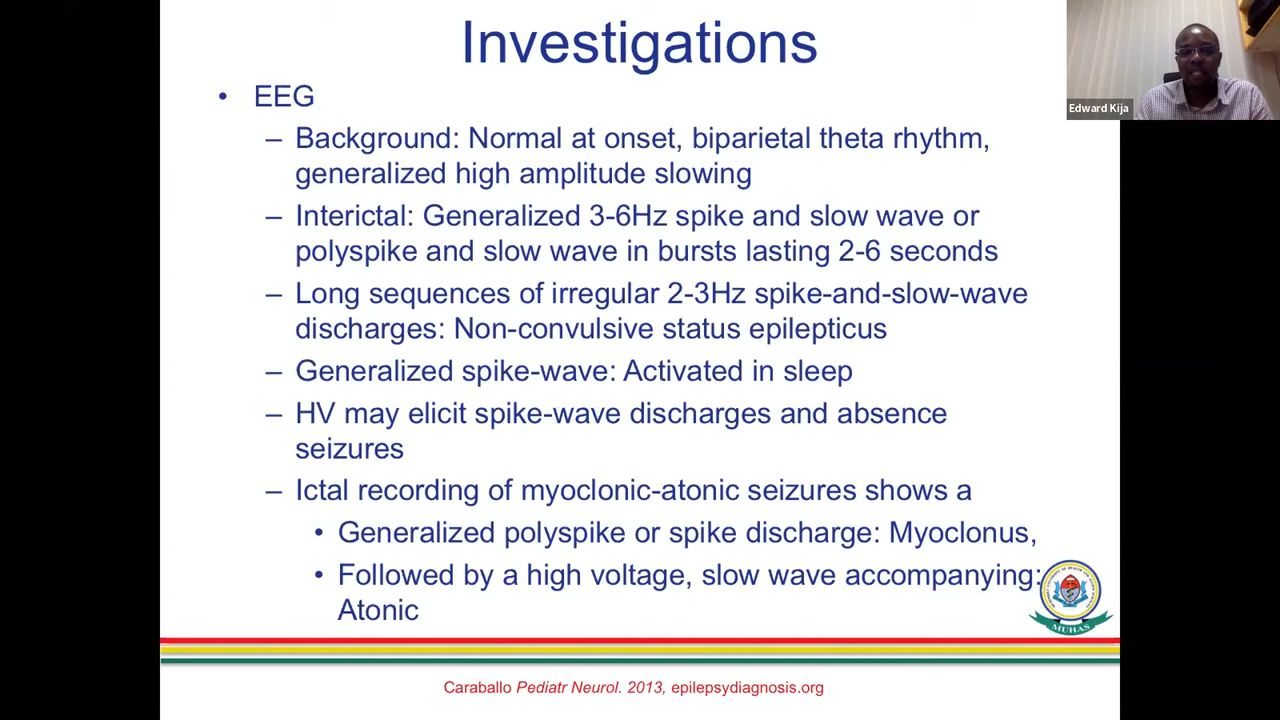 Investigations
• EEG
– Background: Normal at onset, biparietal theta rhythm,
generalized high amplitude slowing
– Interictal: Generalized 3-6Hz spike and slow wave or
polyspike and slow wave in bursts lasting 2-6 seconds
– Long sequences of irregular 2-3Hz spike-and-slow-wave
discharges: Non-convulsive status epilepticus
– Generalized spike-wave: Activated in sleep
– HV may elicit spike-wave discharges and absence
seizures
– Ictal recording of myoclonic-atonic seizures shows a
• Generalized polyspike or spike discharge: Myoclonus,
• Followed by a high voltage, slow wave accompanying:
Atonic
MUHAS
Caraballo Pediatr Neurol. 2013, epilepsydiagnosis.org
Edward Kija